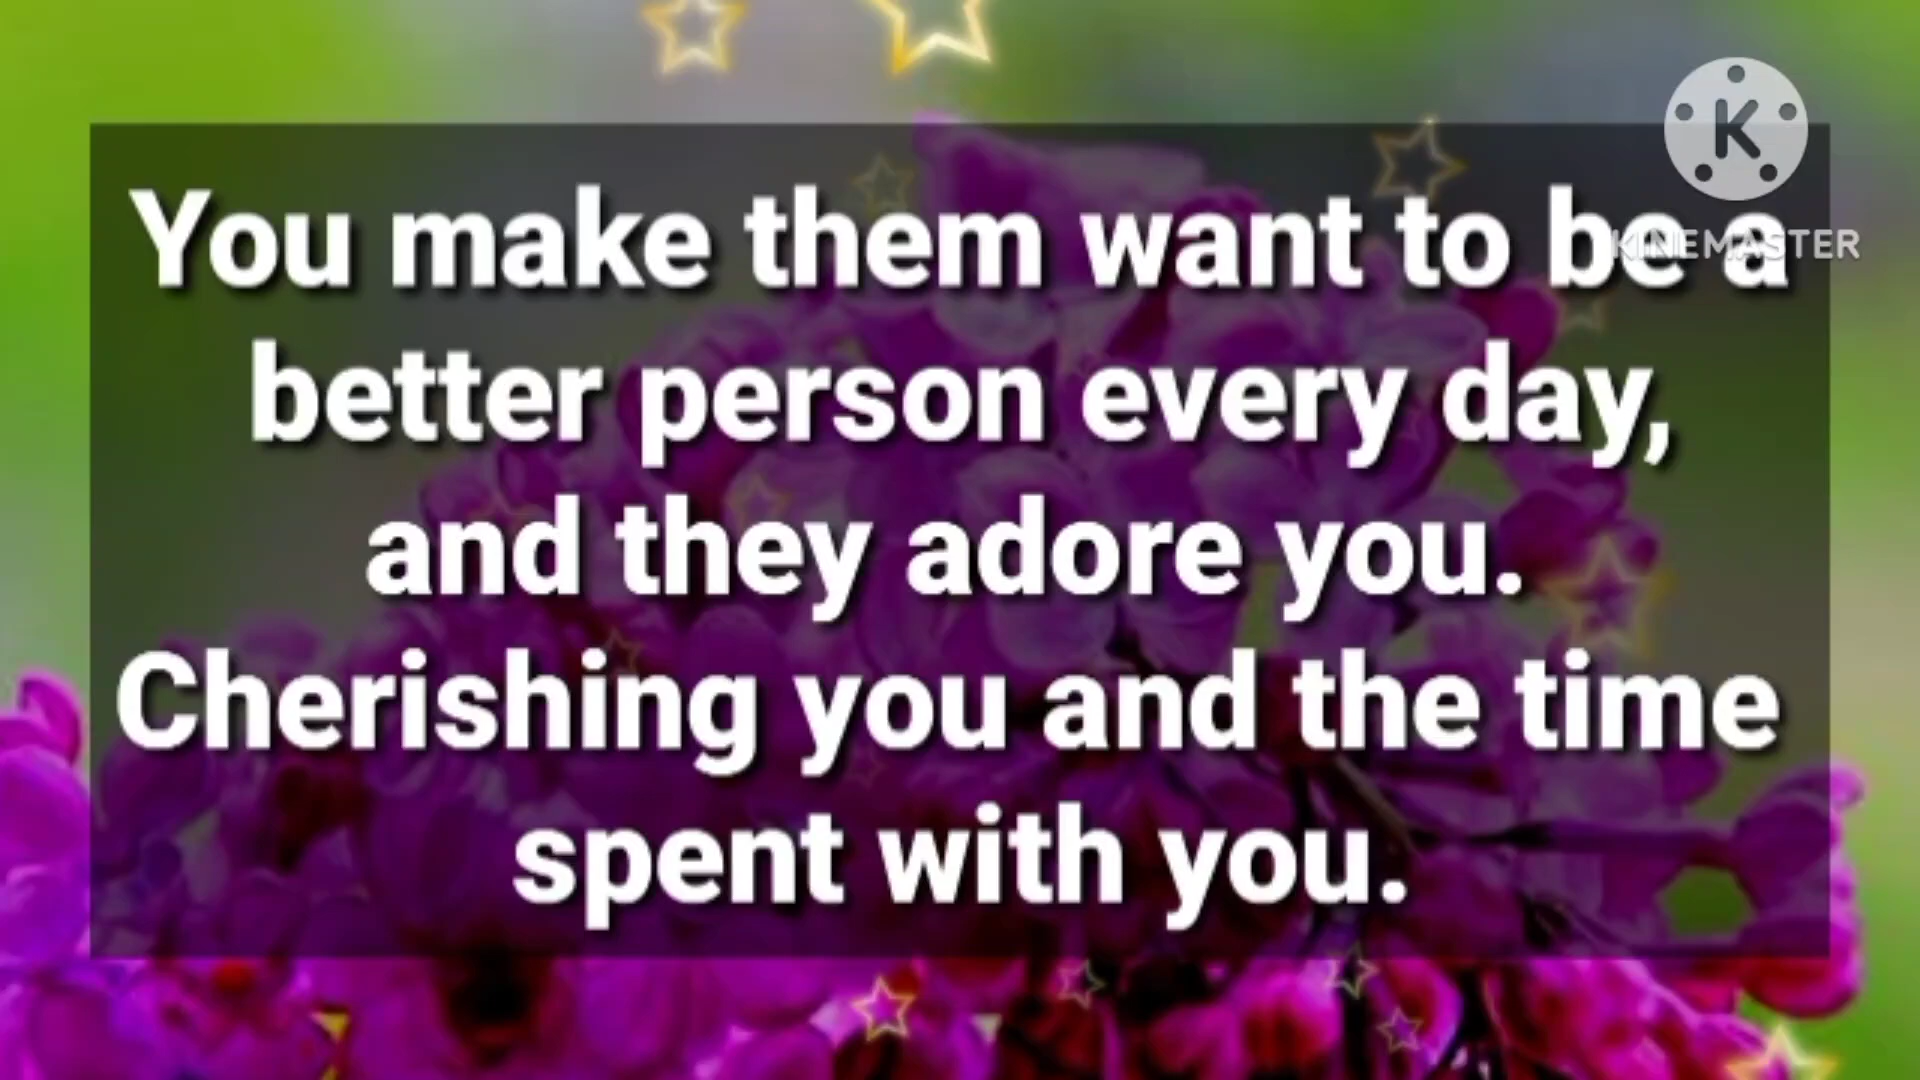 You make them want to be a
better person every day,
and they adore you.
Cherishing you and the time
spent with you.
K
KINEMASTER